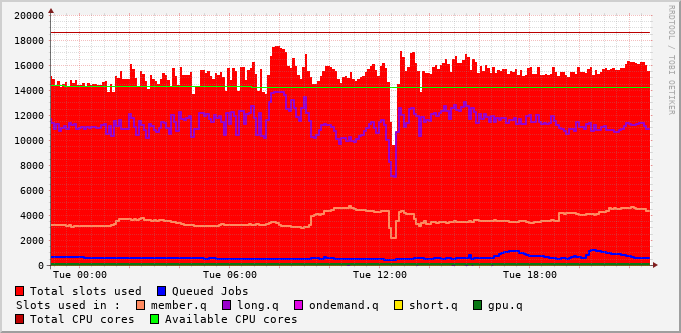 20000
18000
16000
14000
12000
10000
8000
6000
4000
2000
0
Tue 00:00 Tue 06:00 Tue 12:00 Tue 18:00
RRDTOOL / TOBI OETIKER
Total slots used Queued Jobs
Slots used in : member.q long.q ondemand.q short.q gpu.q
Total CPU cores Available CPU cores